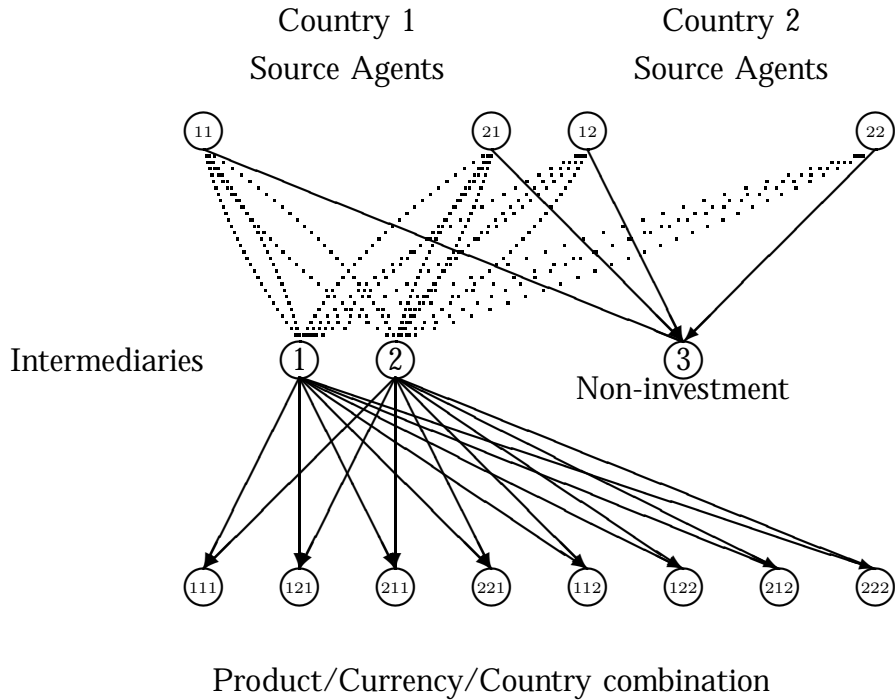 Country 1 Country 2
Source Agents Source Agents
11 21 12 22
Intermediaries 1 2 3
Non-investment
111 121 211 221 112 122 212 222
Product/Currency/Country combination